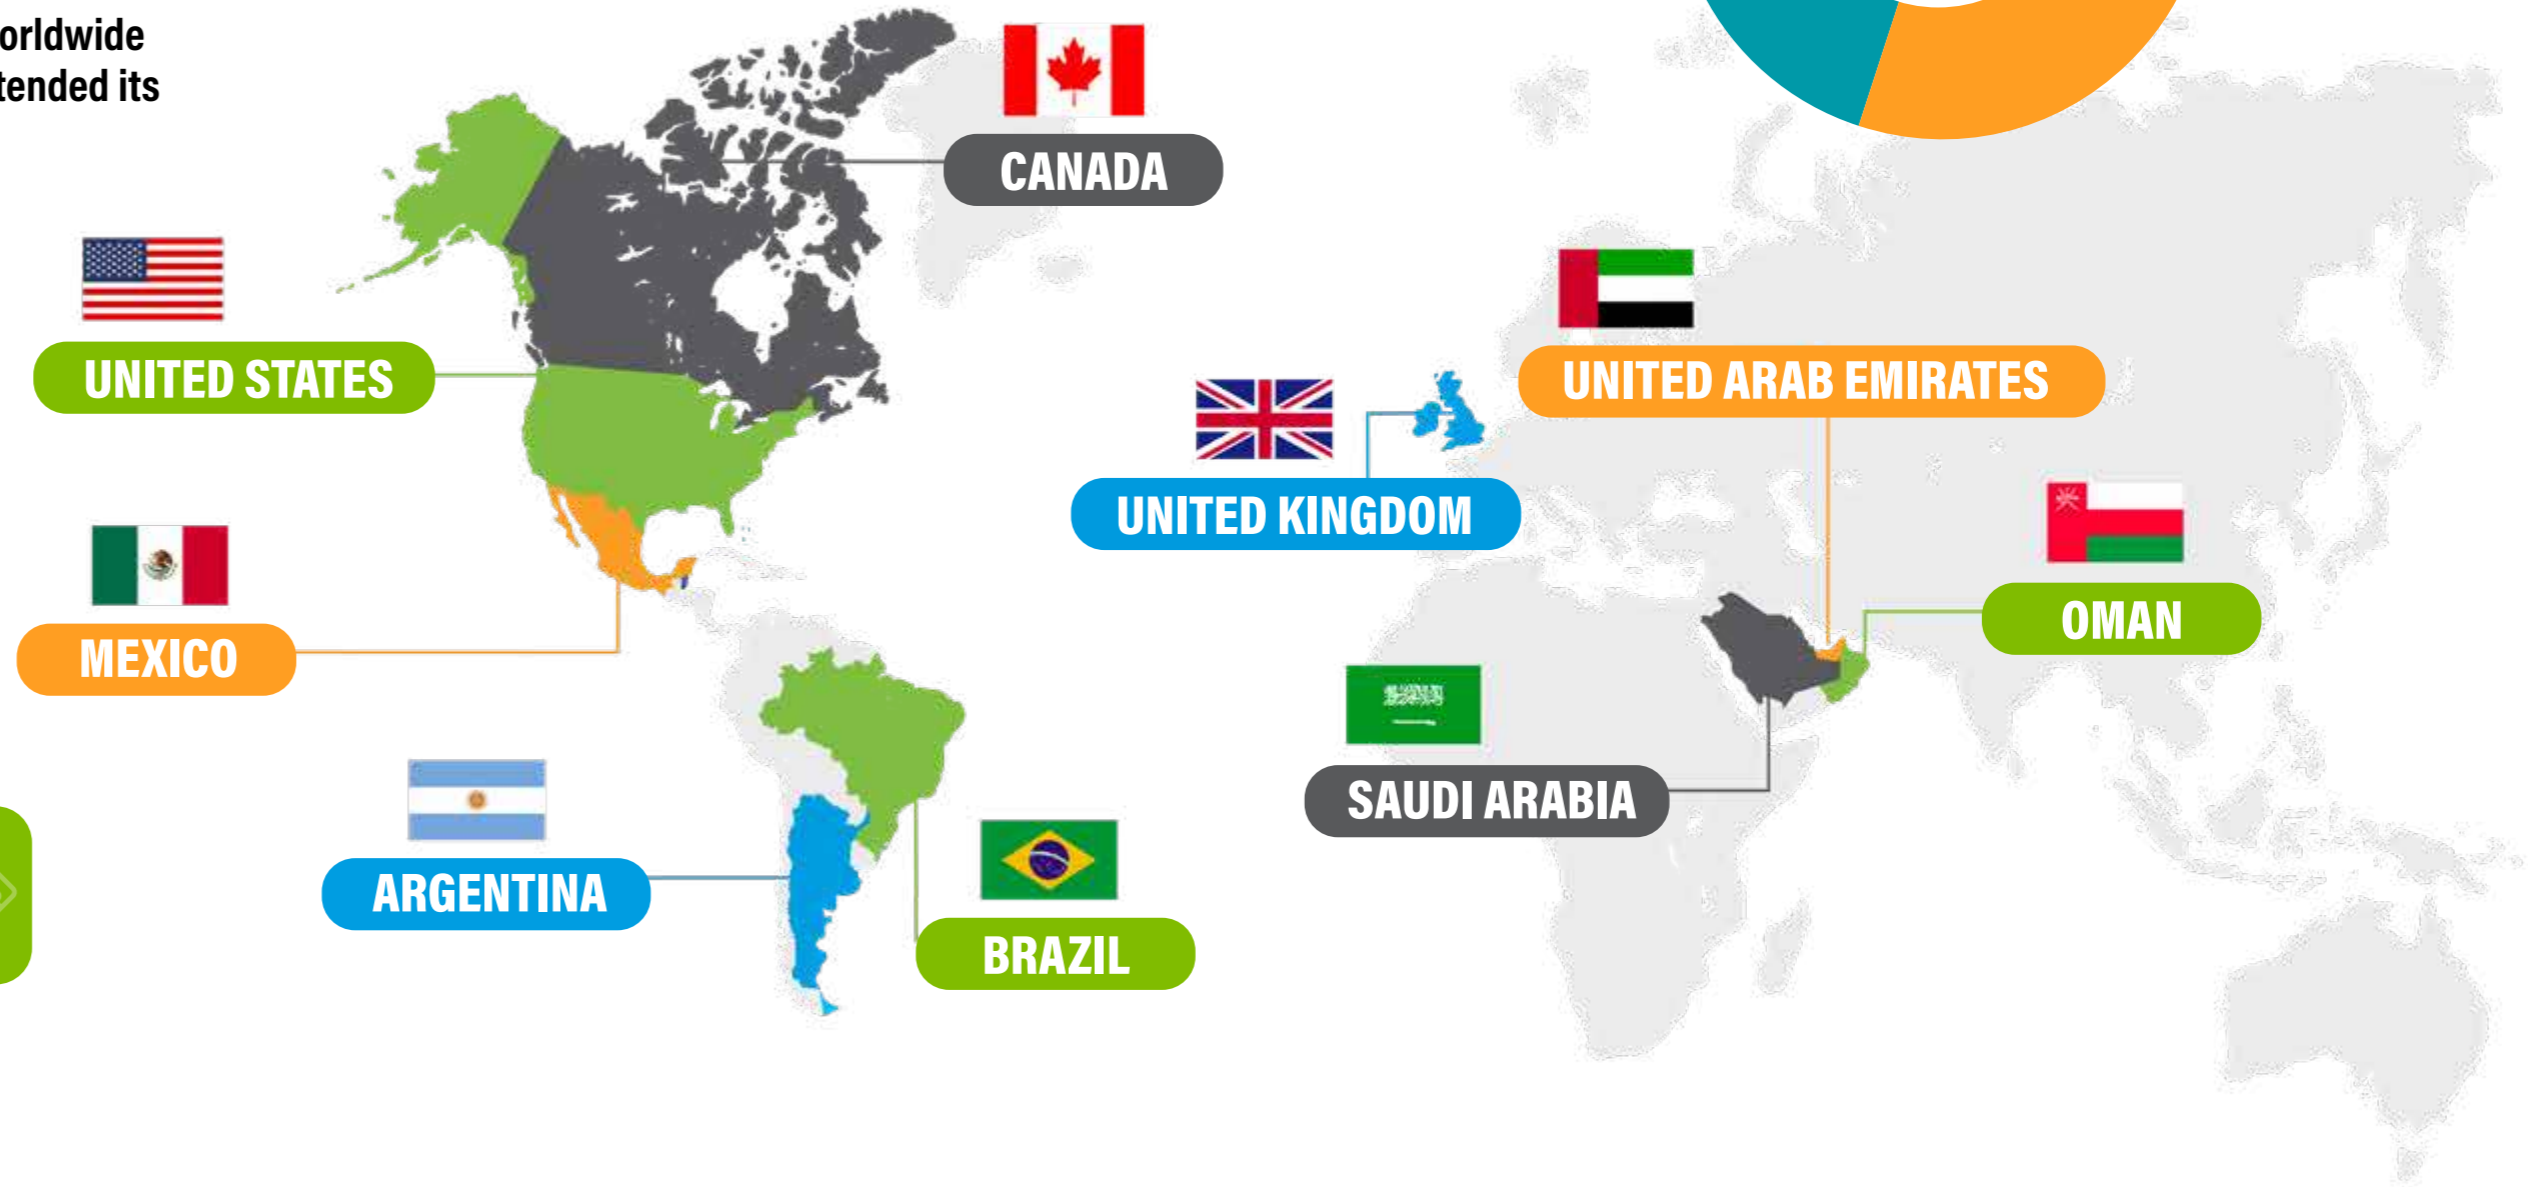 orldwide
tended its
CANADA
UNITED STATES
UNITED ARAB EMIRATES
UNITED KINGDOM
OMAN
MEXICO
SAUDI ARABIA
ARGENTINA
BRAZIL